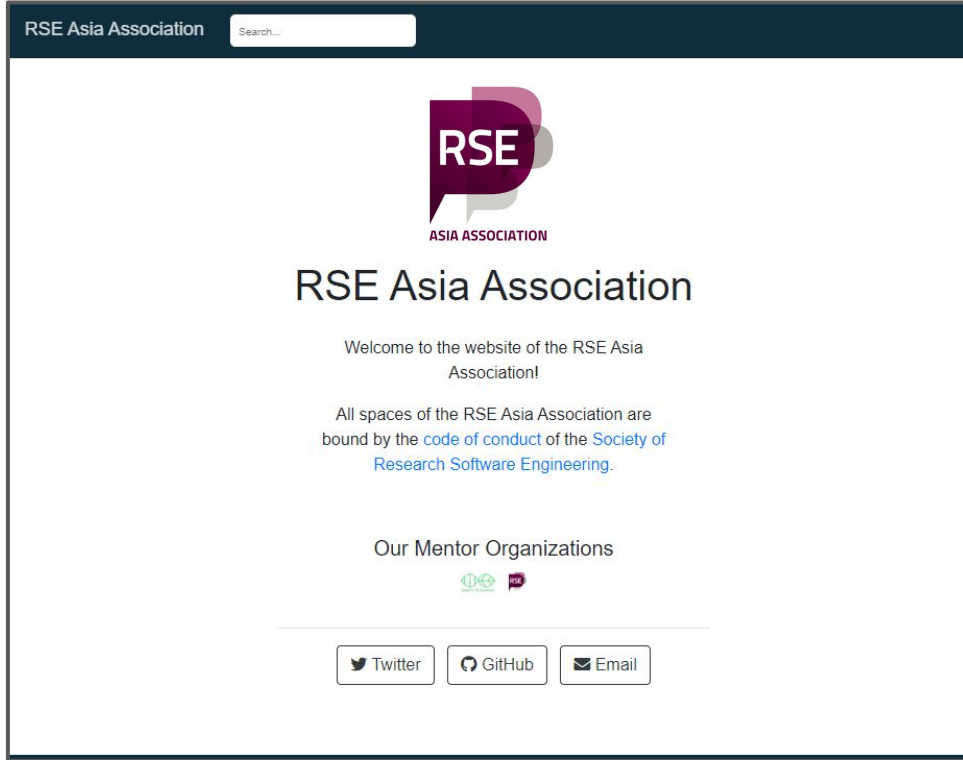 RSE Asia Association
Search...
RSE
ASIA ASSOCIATION
RSE Asia Association
Welcome to the website of the RSE Asia
Association!
All spaces of the RSE Asia Association are
bound by the code of conduct of the Society of
Research Software Engineering.
Our Mentor Organizations
RSE
Twitter
GitHub
Email